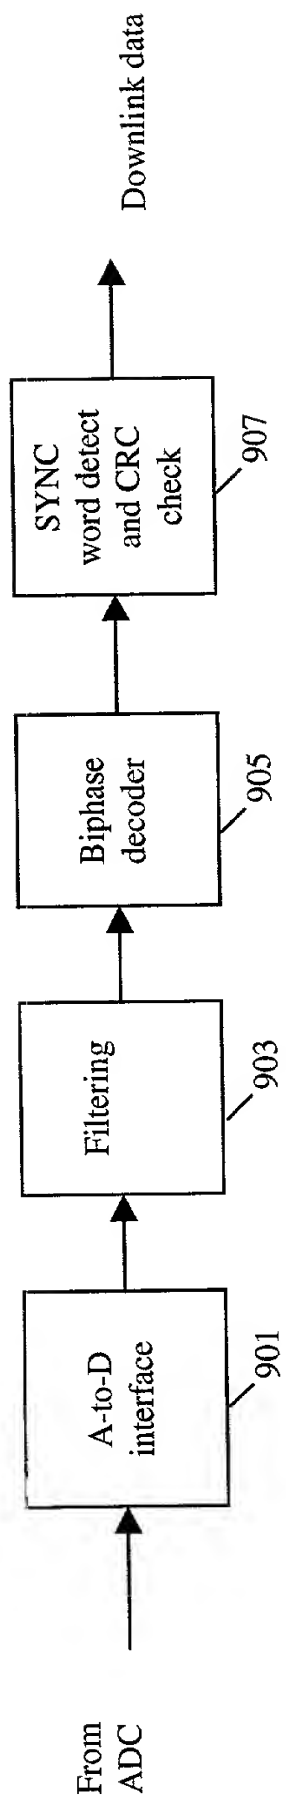 From
ADC
A-to-D
interface
901
Filtering
903
Biphase
decoder
905
SYNC
word detect
and CRC
check
907
Downlink data